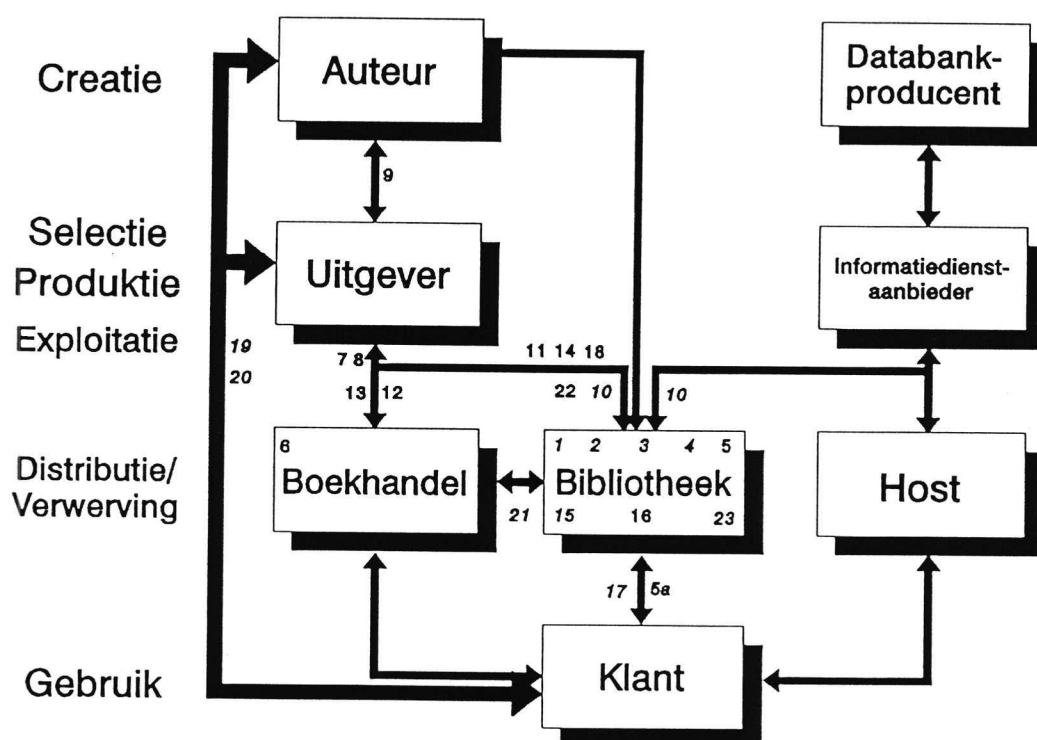 Creatie
Auteur
Databank-
producent
9
Selectie
Produktie
Exploitatie
Uitgever
Informatiedienst-
aanbieder
19
20
7 8
13 12
11 14 18
22 10
10
Distributie/
Verwerving
6
Boekhandel
21
1 2 3 4 5
Bibliotheek
15 16 23
Host
17 5a
Gebruik
Klant